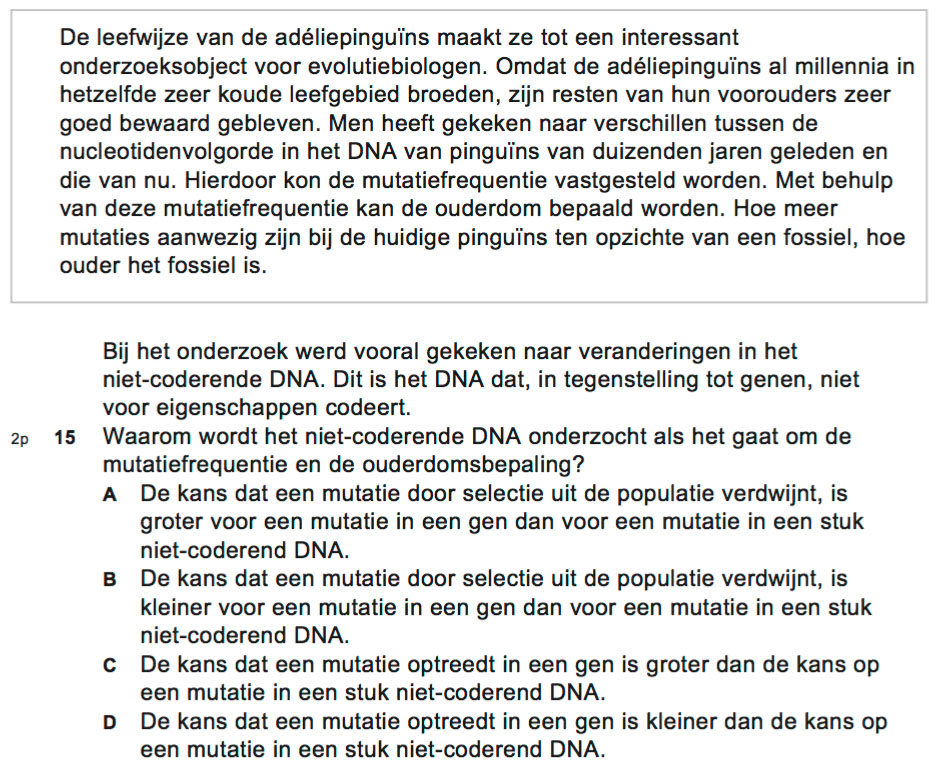 De leefwijze van de adéliepinguïns maakt ze tot een interessant
onderzoeksobject voor evolutiebiologen. Omdat de adéliepinguïns al millennia in
hetzelfde zeer koude leefgebied broeden, zijn resten van hun voorouders zeer
goed bewaard gebleven. Men heeft gekeken naar verschillen tussen de
nucleotidenvolgorde in het DNA van pinguïns van duizenden jaren geleden en
die van nu. Hierdoor kon de mutatiefrequentie vastgesteld worden. Met behulp
van deze mutatiefrequentie kan de ouderdom bepaald worden. Hoe meer
mutaties aanwezig zijn bij de huidige pinguïns ten opzichte van een fossiel, hoe
ouder het fossiel is.
Bij het onderzoek werd vooral gekeken naar veranderingen in het
niet-coderende DNA. Dit is het DNA dat, in tegenstelling tot genen, niet
voor eigenschappen codeert.
2p 15 Waarom wordt het niet-coderende DNA onderzocht als het gaat om de
mutatiefrequentie en de ouderdomsbepaling?
A De kans dat een mutatie door selectie uit de populatie verdwijnt, is
groter voor een mutatie in een gen dan voor een mutatie in een stuk
niet-coderend DNA.
B De kans dat een mutatie door selectie uit de populatie verdwijnt, is
kleiner voor een mutatie in een gen dan voor een mutatie in een stuk
niet-coderend DNA.
C De kans dat een mutatie optreedt in een gen is groter dan de kans op
een mutatie in een stuk niet-coderend DNA.
D De kans dat een mutatie optreedt in een gen is kleiner dan de kans op
een mutatie in een stuk niet-coderend DNA.